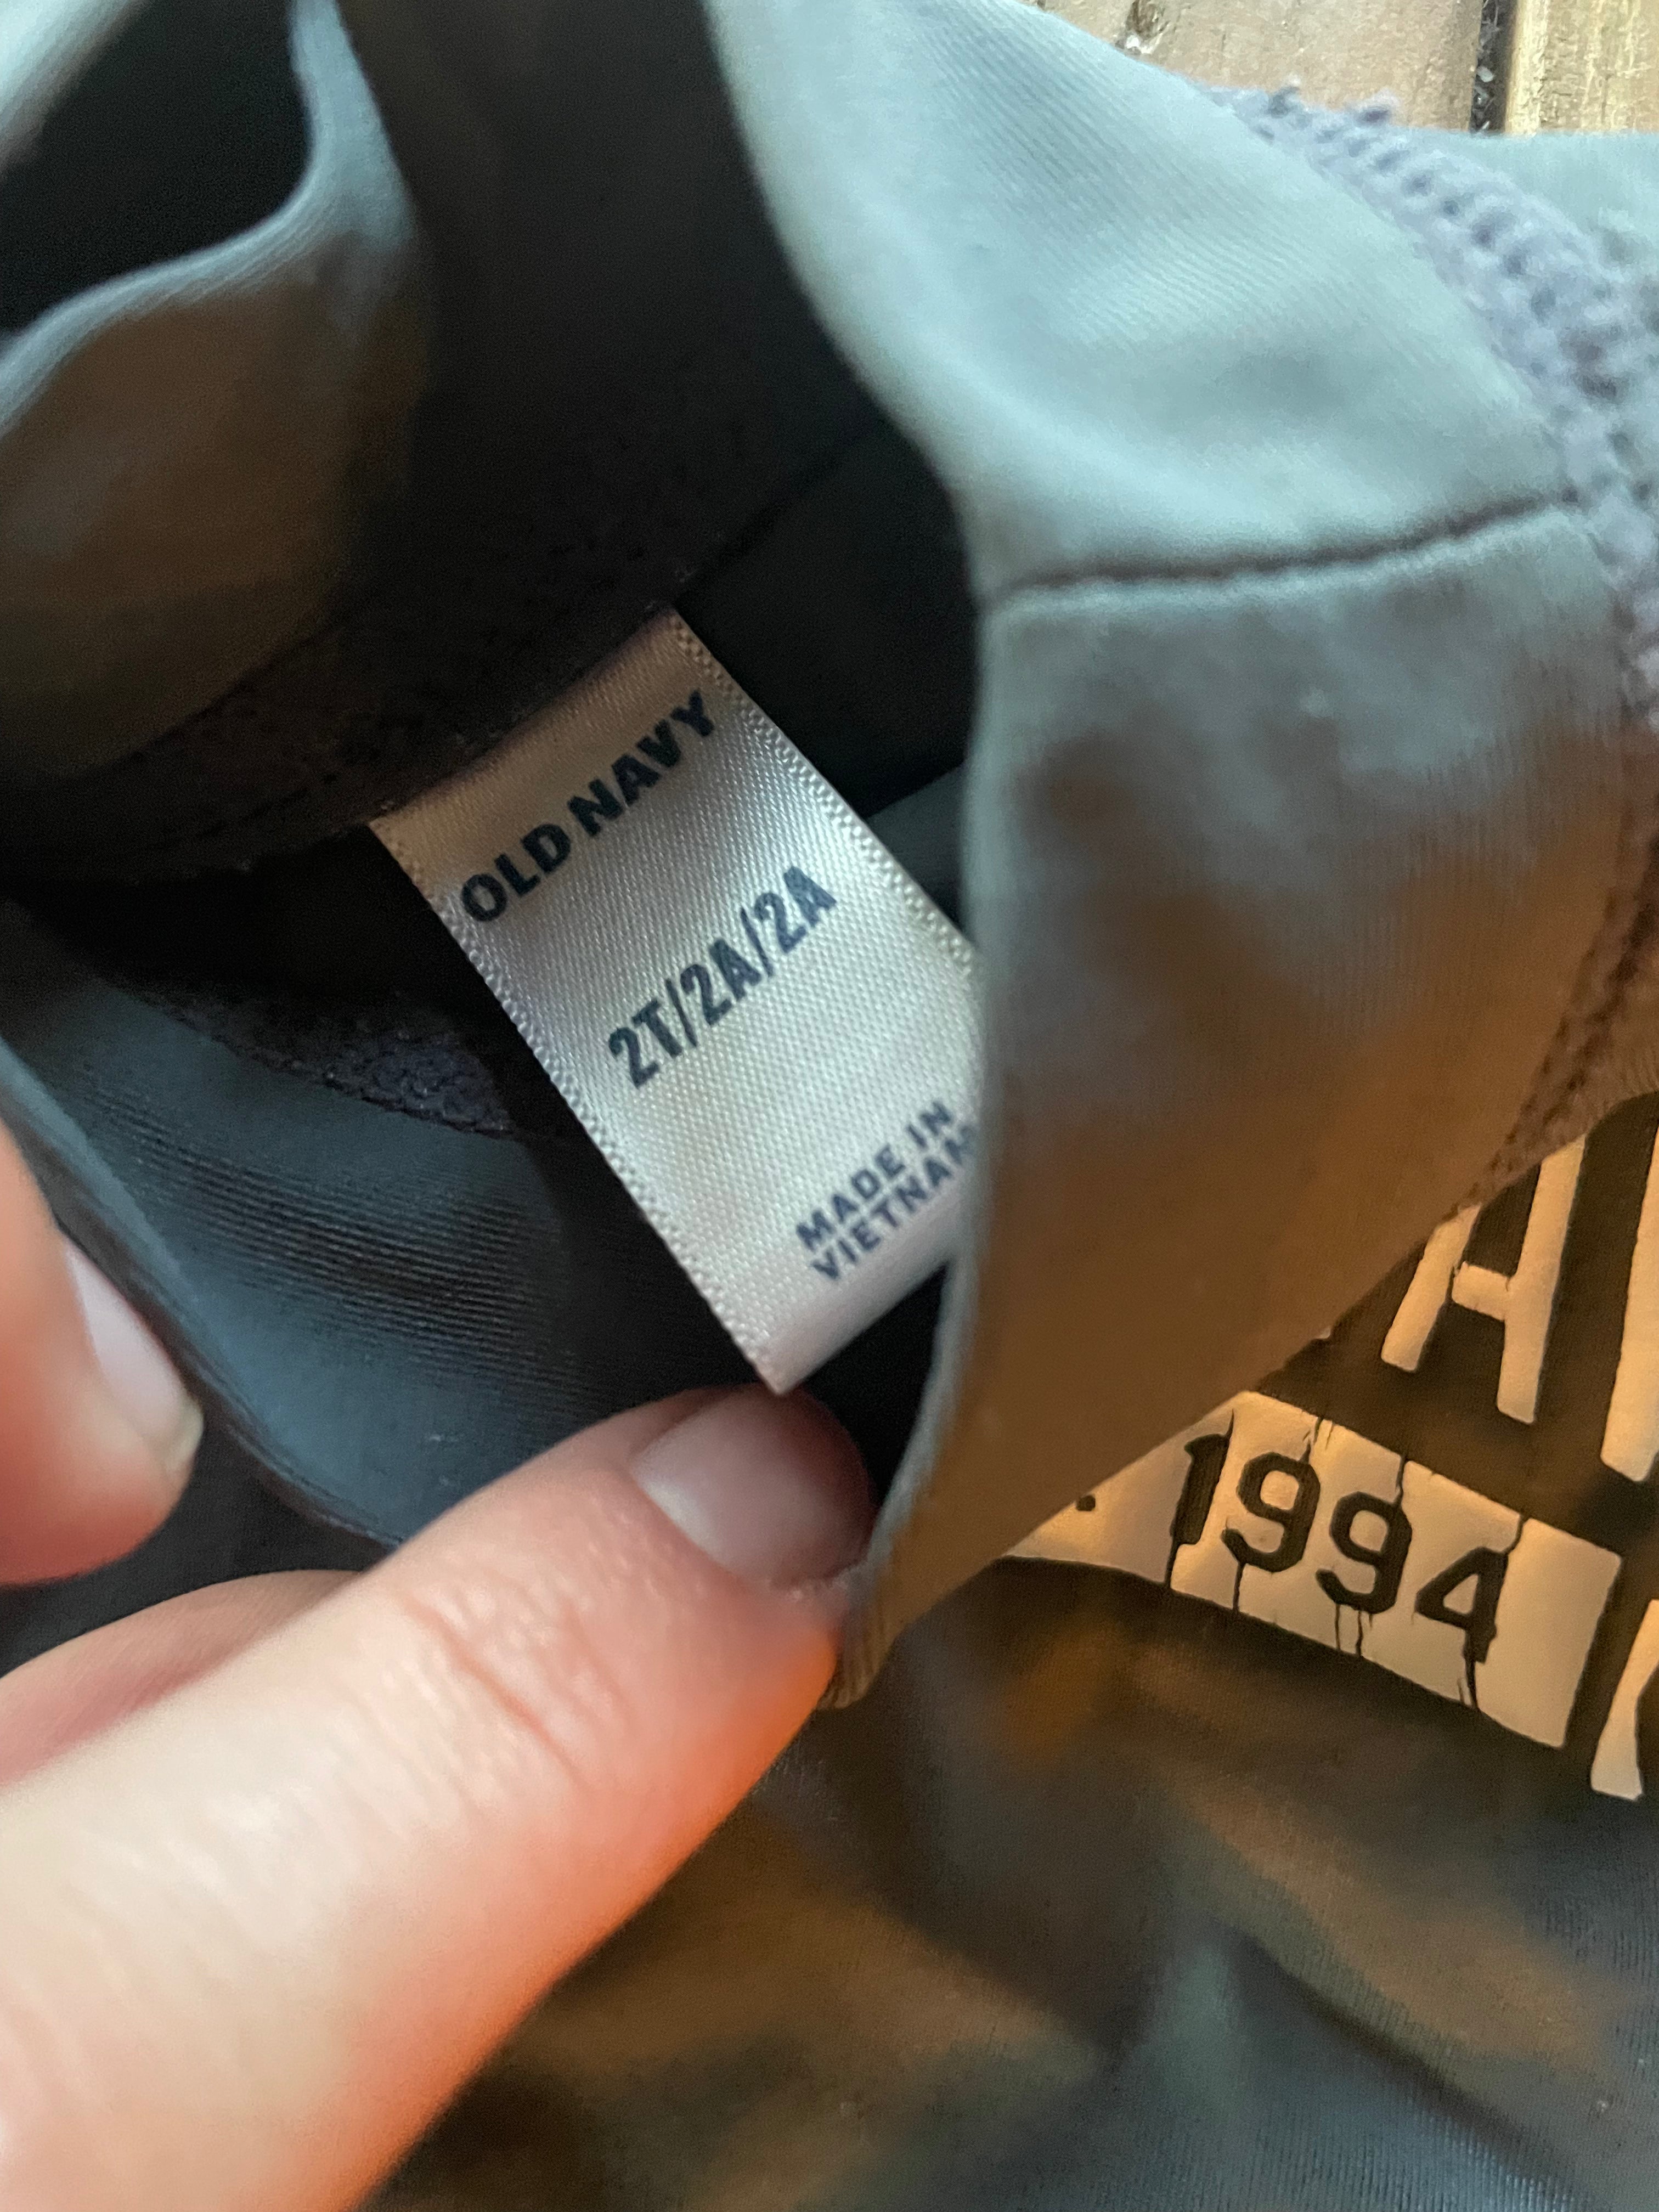 OLD NAVY
2T/2A/2A
MADE IN
VIETNAM
A
1994